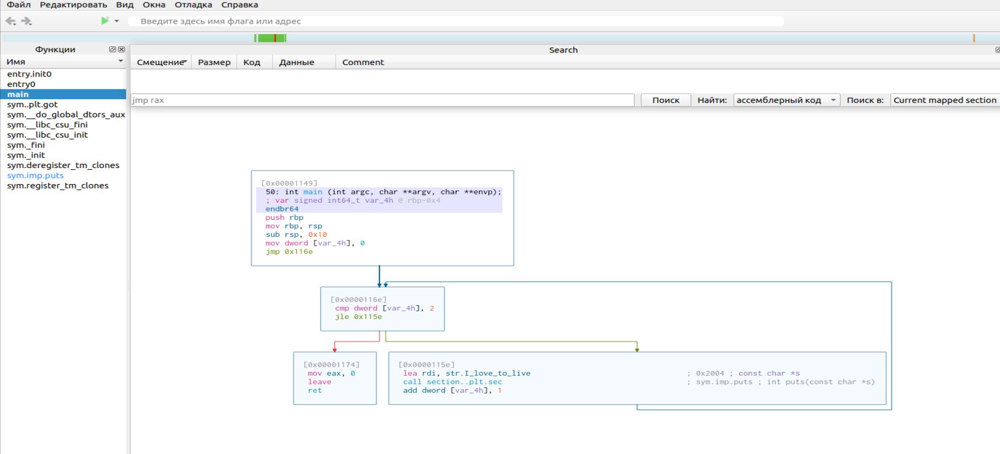 Файл Редактировать Вид Окна Отладка Справка
Введите здесь имя флага или адрес
Функции
Имя
entry.init0
entry0
main
sym..plt.got
sym.__do_global_dtors_aux
sym.__libc_csu_fini
sym.__libc_csu_init
sym._fini
sym._init
sym.deregister_tm_clones
sym.imp.puts
sym.register_tm_clones
Search
Смещение Размер Код Данные Comment
jmp rax Поиск Найти: ассемблерный код Поиск в: Current mapped section
[0x00001149]
50: int main (int argc, char **argv, char **envp);
; var signed int64_t var_4h @ rbp-0x4
endbr64
push rbp
mov rbp, rsp
sub rsp, 0x10
mov dword [var_4h], 0
jmp 0x116e
[0x0000116e]
cmp dword [var_4h], 2
jle 0x115e
[0x00001174]
mov eax, 0
leave
ret
[0x0000115e]
lea rdi, str.I_love_to_live ; 0x2004 ; const char *s
call section..plt.sec ; sym.imp.puts ; int puts(const char *s)
add dword [var_4h], 1